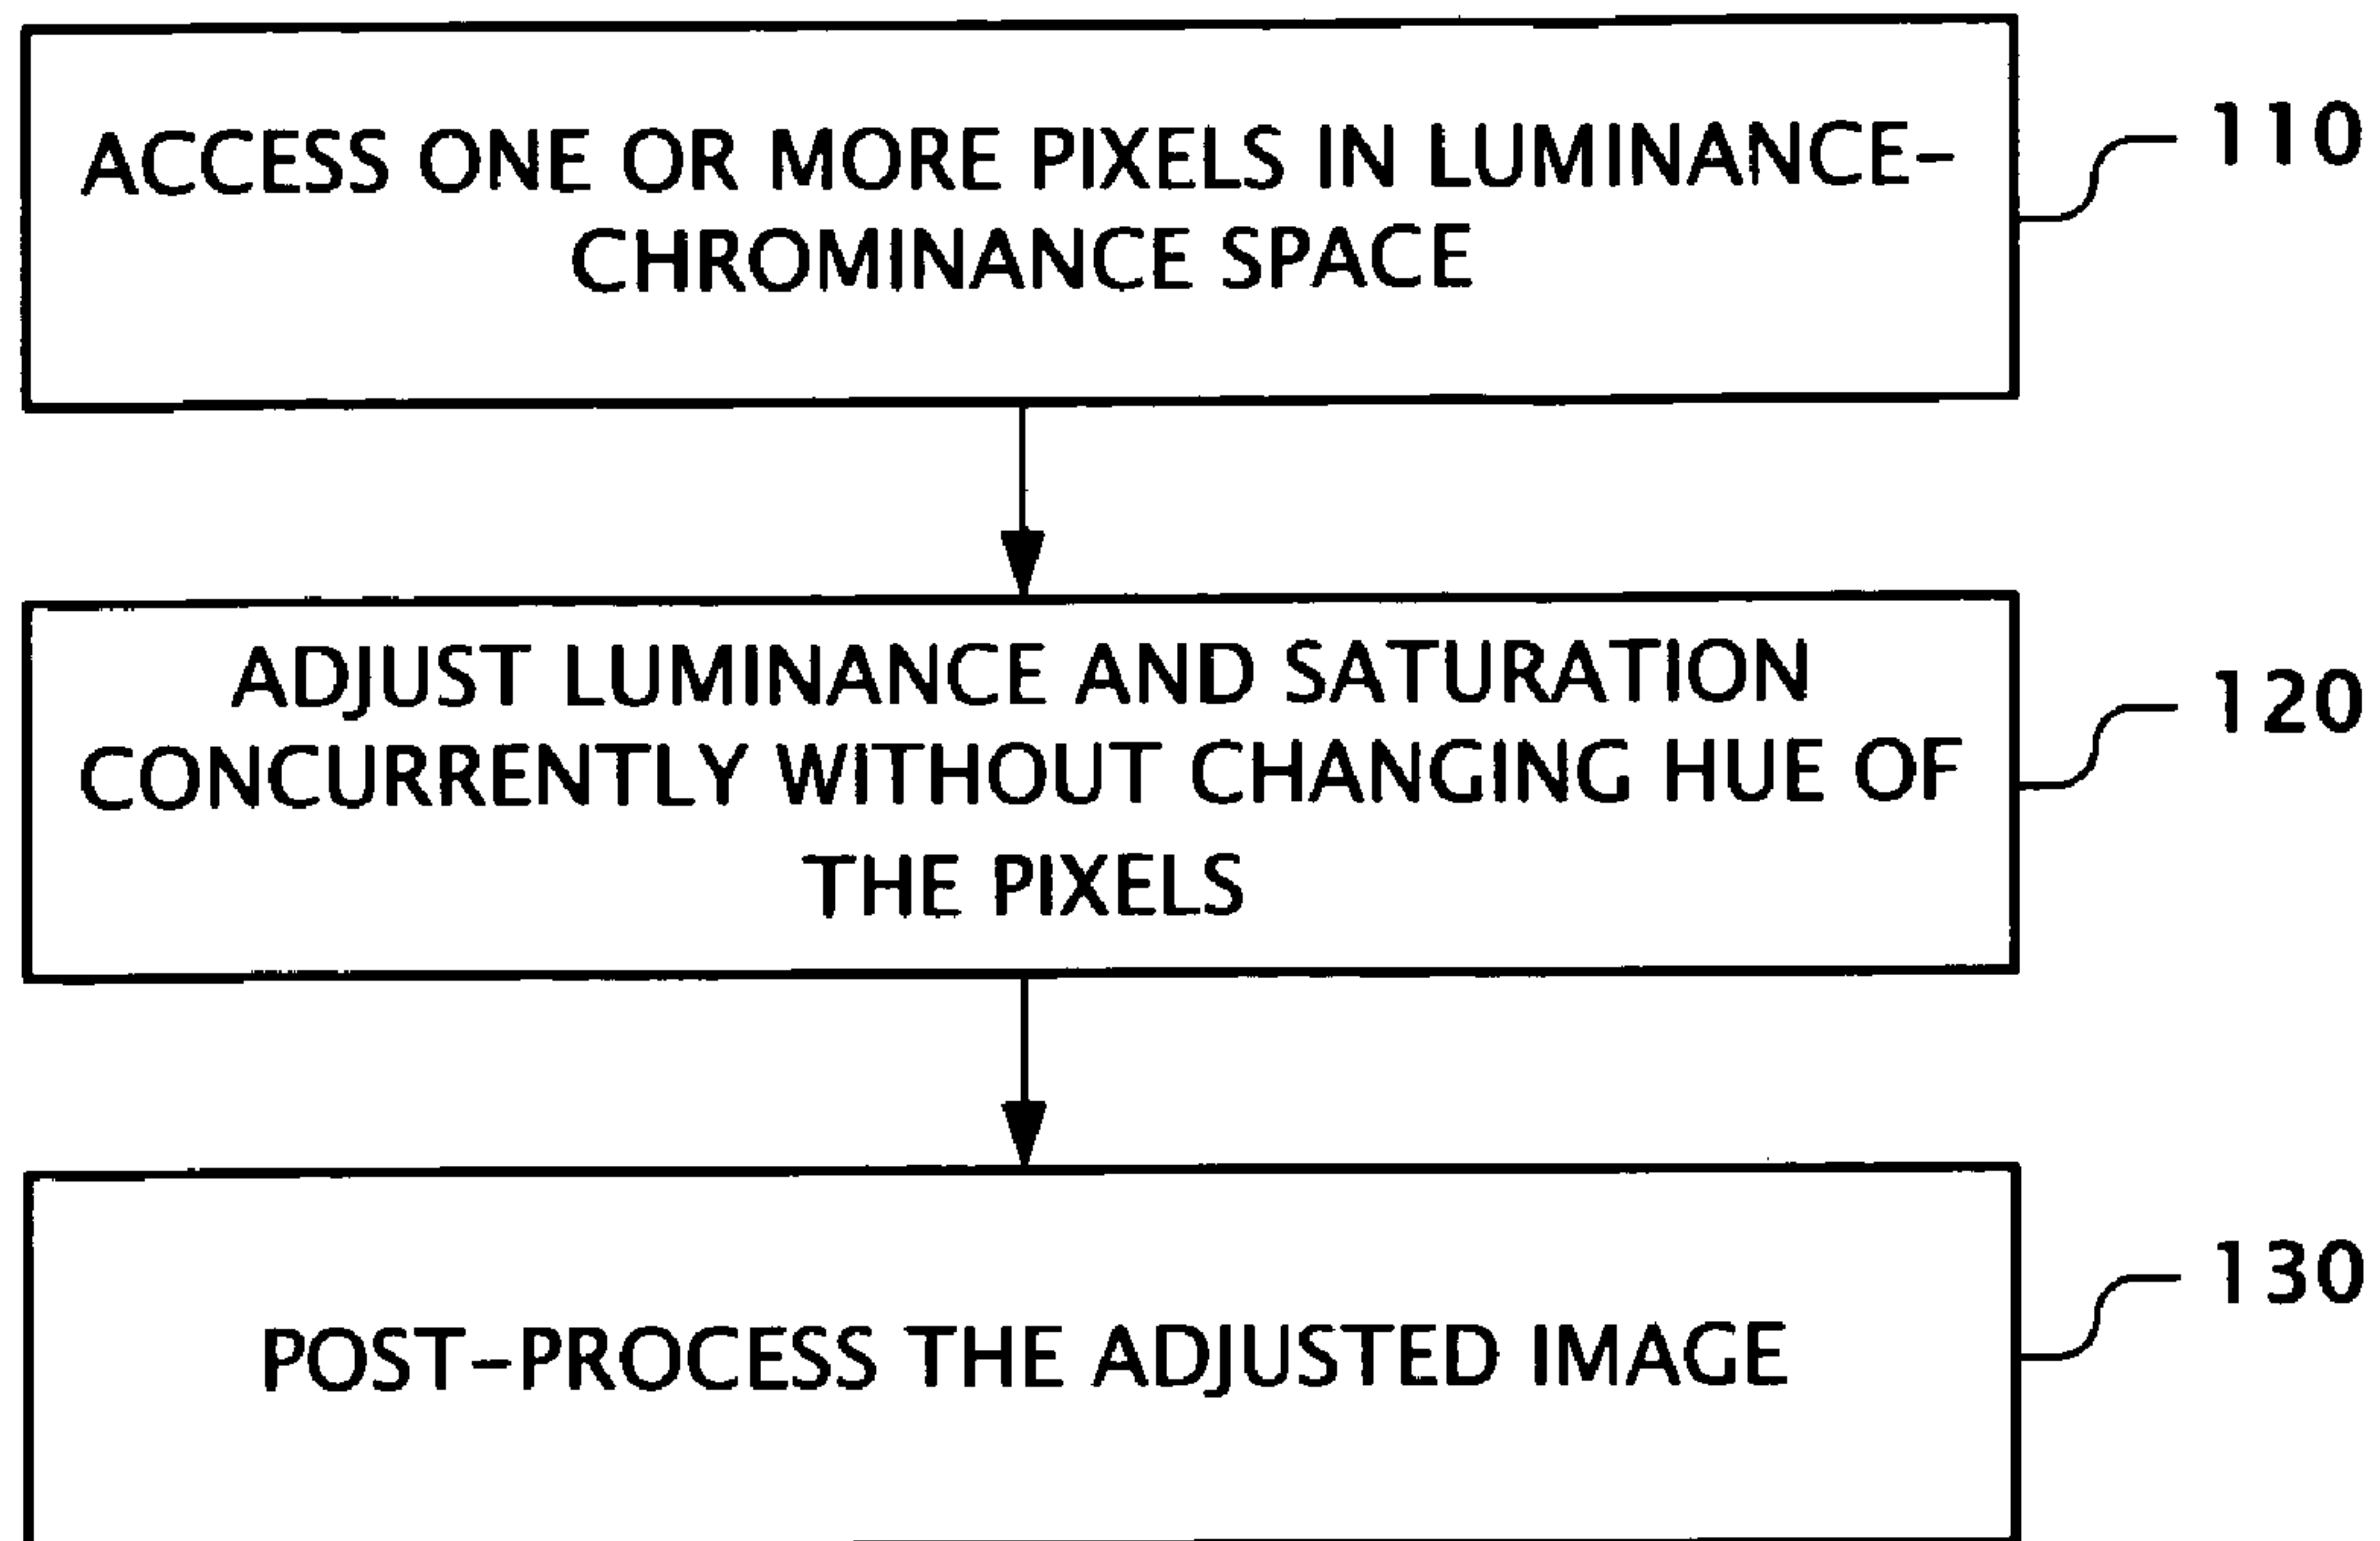 ACCESS ONE OR MORE PIXELS IN LUMINANCE-
CHROMINANCE SPACE
110
ADJUST LUMINANCE AND SATURATION
CONCURRENTLY WITHOUT CHANGING HUE OF
THE PIXELS
120
POST-PROCESS THE ADJUSTED IMAGE
130